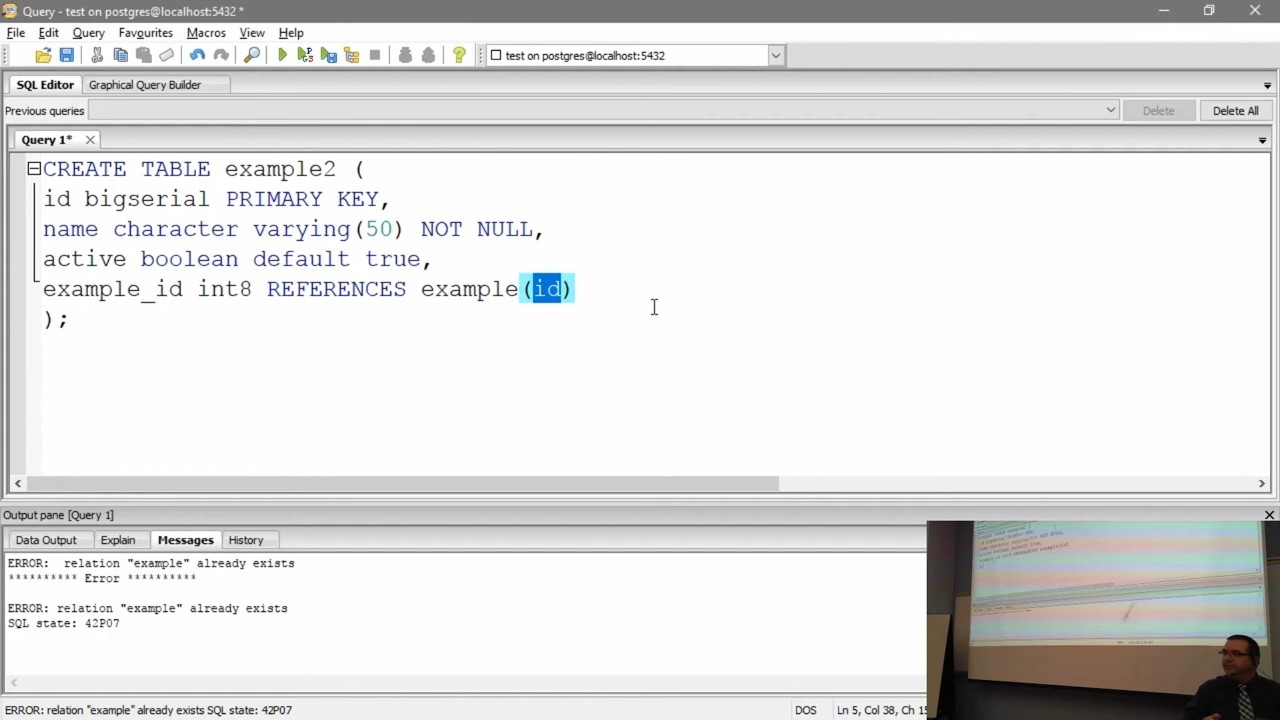 Query - test on postgres@localhost:5432 *
File Edit Query Favourites Macros View Help
test on postgres@localhost:5432
SQL Editor Graphical Query Builder
Previous queries Delete Delete All
Query 1*
CREATE TABLE example2 (
id bigserial PRIMARY KEY,
name character varying(50) NOT NULL,
active boolean default true,
example_id int8 REFERENCES example(id)
);
Output pane [Query 1]
Data Output Explain Messages History
ERROR:  relation "example" already exists
********** Error **********
ERROR: relation "example" already exists
SQL state: 42P07
ERROR: relation "example" already exists SQL state: 42P07 DOS Ln 5, Col 38, Ch 15